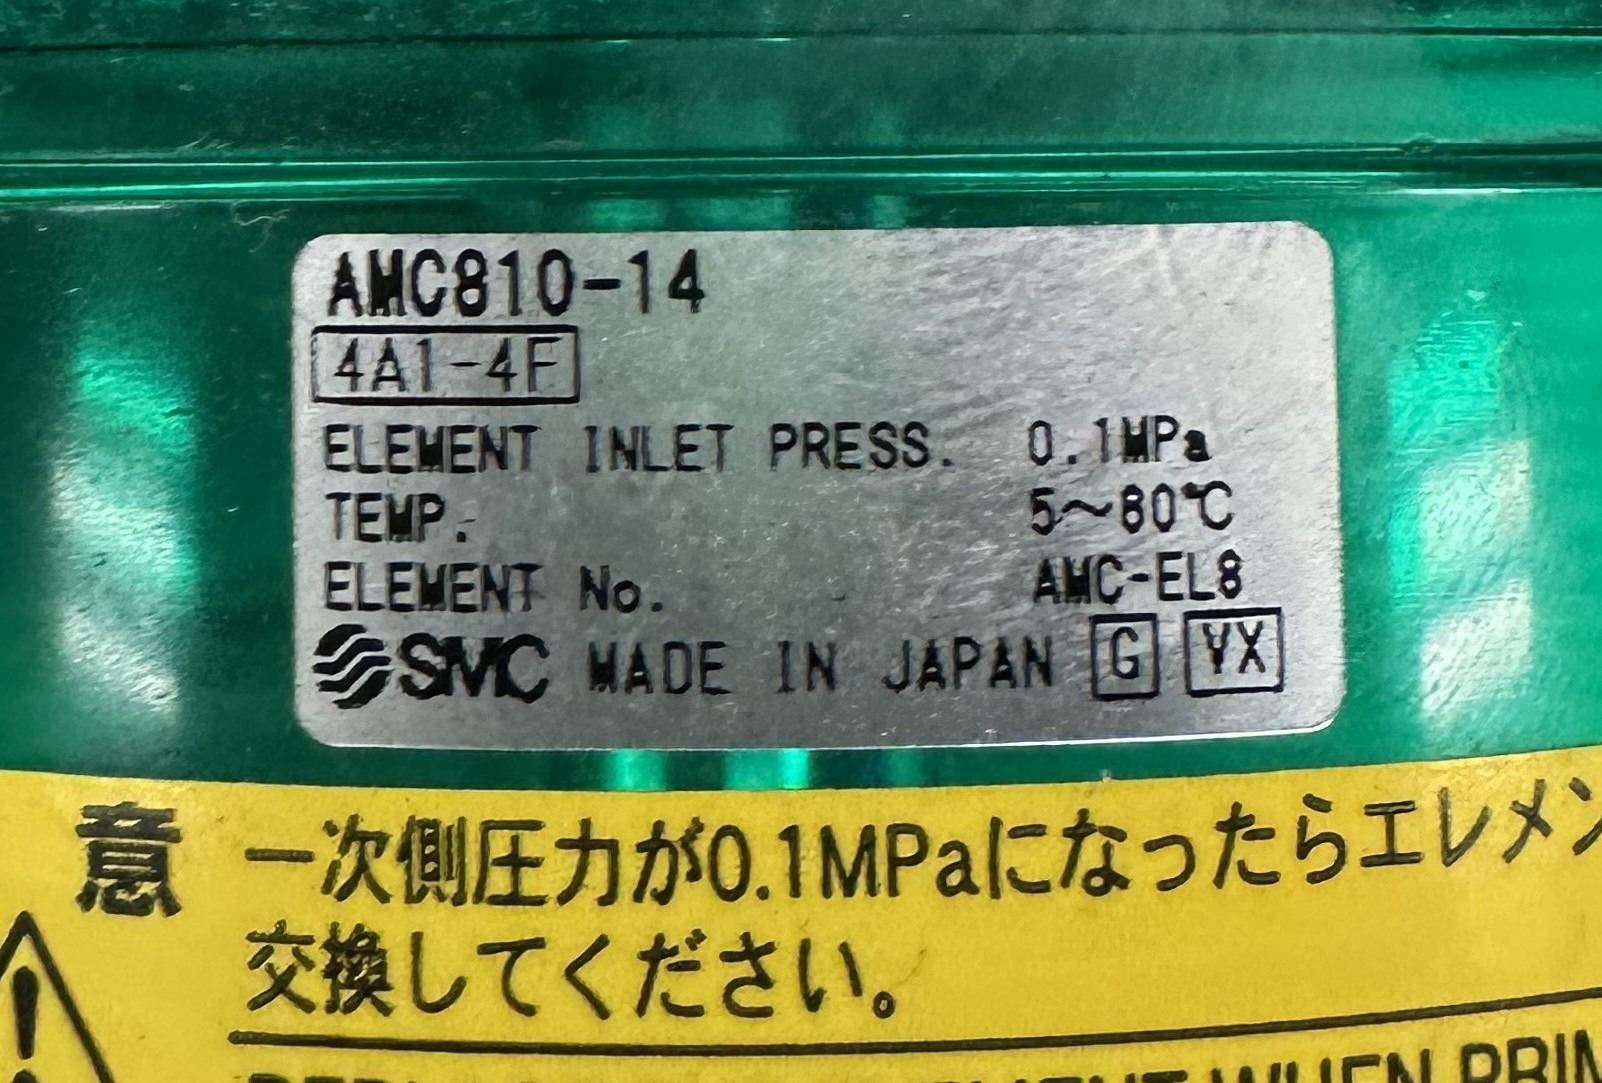 AMC810-14
4A1-4F
ELEMENT INLET PRESS. 0.1MPa
TEMP. 5~60℃
ELEMENT No. AMC-EL8
SMC MADE IN JAPAN G VX
意 一次側圧力が0.1MPaになったらエレメン
交換してください。
WHEN